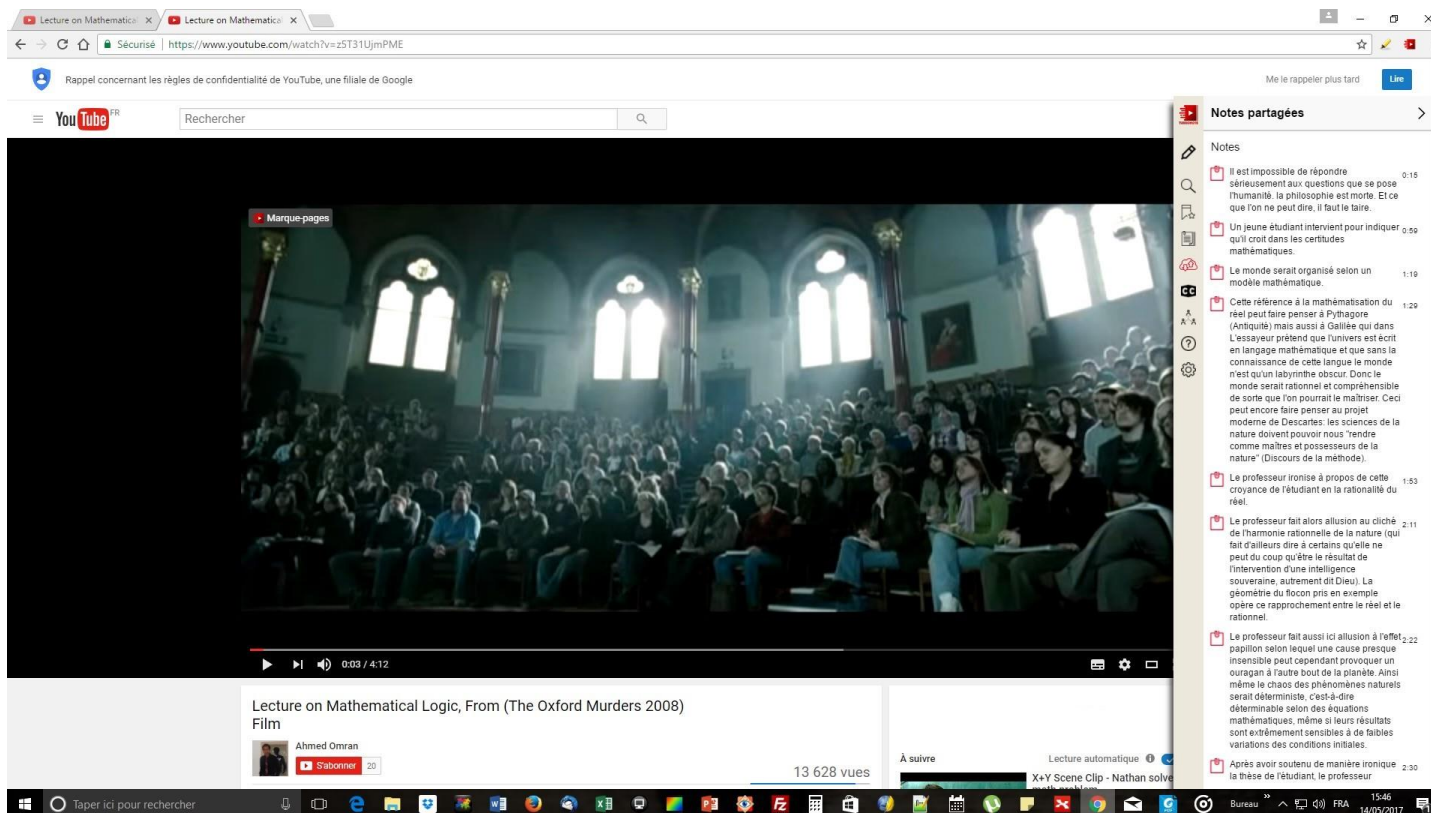 Lecture on Mathematica
Lecture on Mathematica
Sécurisé
https://www.youtube.com/watch?v=z5T31UjmPME
Rappel concernant les règles de confidentialité de YouTube, une filiale de Google
Me le rappeler plus tard
Lire
YouTube FR
Rechercher
Marque-pages
0:03 / 4:12
Lecture on Mathematical Logic, From (The Oxford Murders 2008)
Film
Ahmed Omran
S'abonner 20
13 628 vues
À suivre
Lecture automatique
X+Y Scene Clip - Nathan solve
math problem
Notes partagées
Notes
Il est impossible de répondre 0:15
sérieusement aux questions que se pose
l'humanité. la philosophie est morte. Et ce
que l'on ne peut dire, il faut le taire.
Un jeune étudiant intervient pour indiquer 0:59
qu'il croit dans les certitudes
mathématiques.
Le monde serait organisé selon un 1:19
modèle mathématique.
Cette référence à la mathématisation du 1:29
réel peut faire penser à Pythagore
(Antiquité) mais aussi à Galilée qui dans
L'essayeur prétend que l'univers est écrit
en langage mathématique et que sans la
connaissance de cette langue le monde
n'est qu'un labyrinthe obscur. Donc le
monde serait rationnel et compréhensible
de sorte que l'on pourrait le maîtriser. Ceci
peut encore faire penser au projet
moderne de Descartes: les sciences de la
nature doivent pouvoir nous "rendre
comme maîtres et possesseurs de la
nature" (Discours de la méthode).
Le professeur ironise à propos de cette 1:53
croyance de l'étudiant en la rationalité du
réel.
Le professeur fait alors allusion au cliché 2:11
de l'harmonie rationnelle de la nature (qui
fait d'ailleurs dire à certains qu'elle ne
peut du coup qu'être le résultat de
l'intervention d'une intelligence
souveraine, autrement dit Dieu). La
géométrie du flocon pris en exemple
opère ce rapprochement entre le réel et le
rationnel.
Le professeur fait aussi ici allusion à l'effet 2:22
papillon selon lequel une cause presque
insensible peut cependant provoquer un
ouragan à l'autre bout de la planète. Ainsi
même le chaos des phénomènes naturels
serait déterministe, c'est-à-dire
déterminable selon des équations
mathématiques, même si leurs résultats
sont extrêmement sensibles à de faibles
variations des conditions initiales.
Après avoir soutenu de manière ironique 2:30
la thèse de l'étudiant, le professeur
Taper ici pour rechercher
Bureau
FRA
15:46
14/05/2017